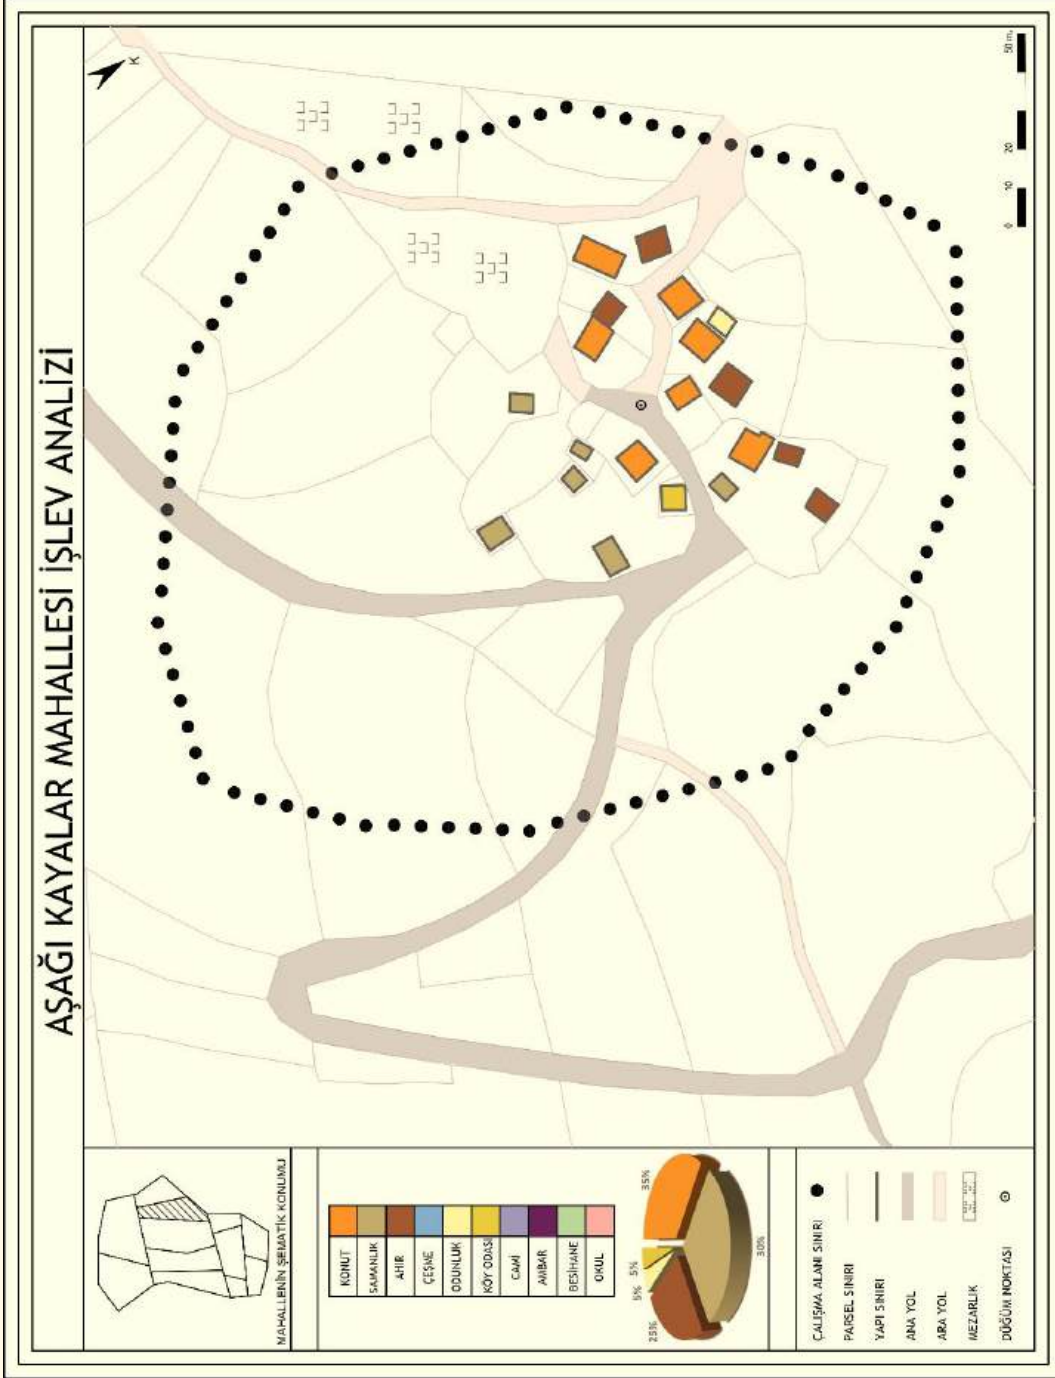 AŞAĞI KAYALAR MAHALLESİ İŞLEV ANALİZİ
K
0 10 20 50 m.
MAHALLENİN ŞEMATİK KONUMU
KONUT
SAMANLIK
AHIR
ÇEŞME
ODUNLUK
KÖY ODASI
CAMİ
AMBAR
BESİHANE
OKUL
35%
30%
25%
5%
5%
ÇALIŞMA ALANI SINIRI
PARSEL SINIRI
YAPI SINIRI
ANA YOL
ARA YOL
MEZARLIK
DÜĞÜM NOKTASI